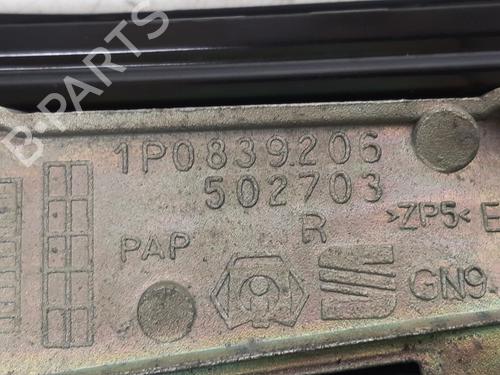 B-PARTS
1P0839206
502703
PAP
R
>ZP5< E
GN9